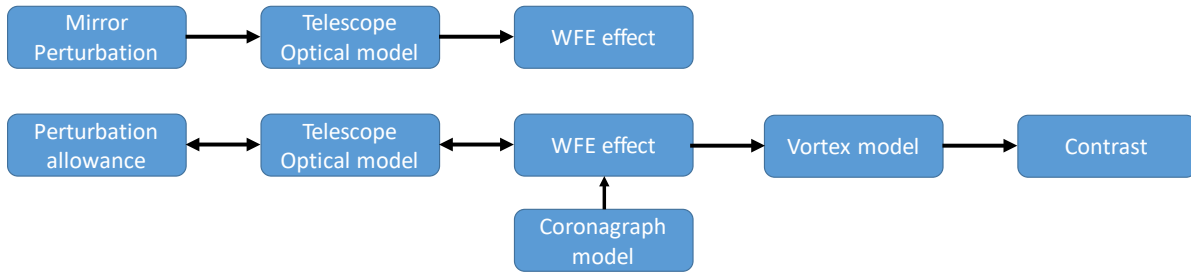 Mirror
Perturbation
Telescope
Optical model
WFE effect
Perturbation
allowance
Telescope
Optical model
WFE effect
Vortex model
Contrast
Coronagraph
model